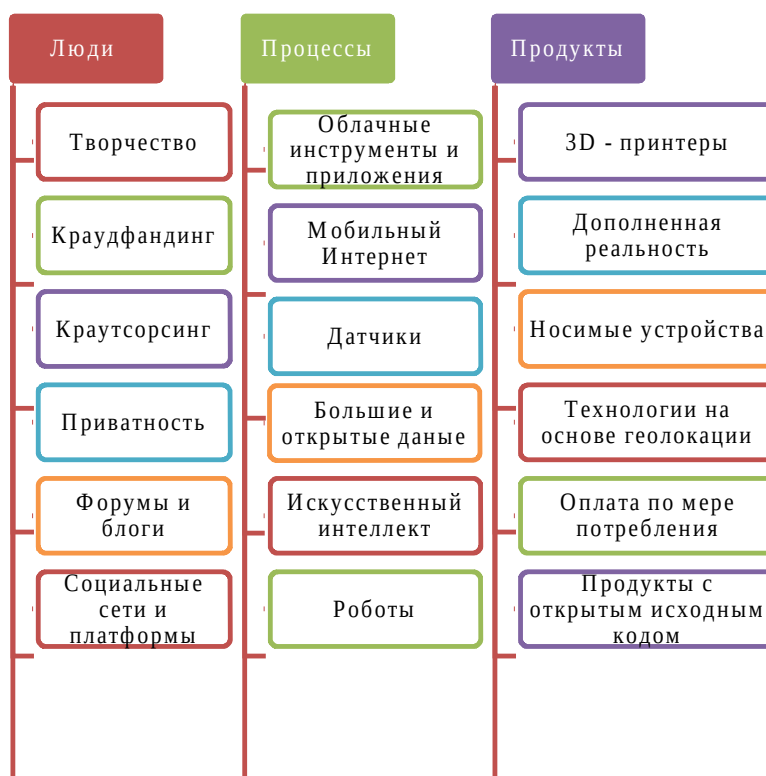 Люди
Творчество
Краудфандинг
Краутсорсинг
Приватность
Форумы и
блоги
Социальные
сети и
платформы
Процессы
Облачные
инструменты и
приложения
Мобильный
Интернет
Датчики
Большие и
открытые даные
Искусственный
интеллект
Роботы
Продукты
3D - принтеры
Дополненная
реальность
Носимые устройства
Технологии на
основе геолокации
Оплата по мере
потребления
Продукты с
открытым исходным
кодом